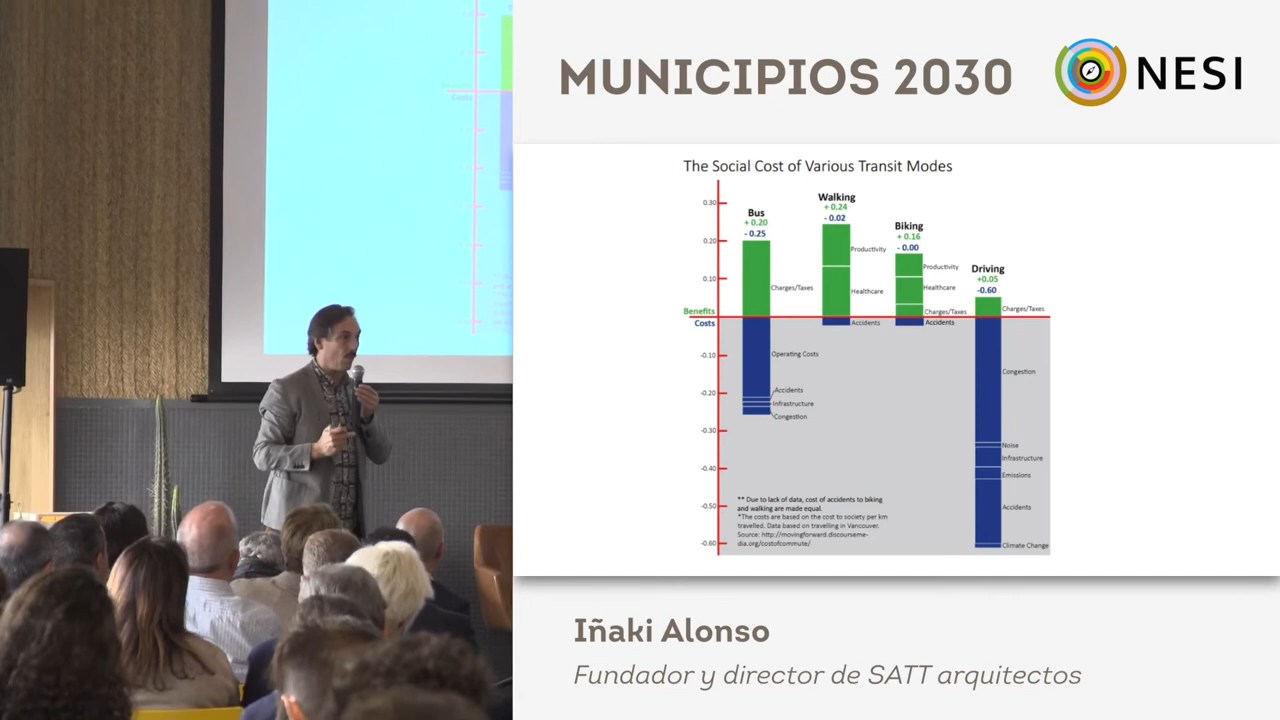 MUNICIPIOS 2030
NESI
The Social Cost of Various Transit Modes
0.30
0.20
0.10
Benefits
Costs
-0.10
-0.20
-0.30
-0.40
-0.50
-0.60
Bus
+ 0.20
- 0.25
Charges/Taxes
Operating Costs
Accidents
Infrastructure
Congestion
Walking
+ 0.24
- 0.02
Productivity
Healthcare
Accidents
Biking
+ 0.16
- 0.00
Productivity
Healthcare
Charges/Taxes
Accidents
Driving
+0.05
-0.60
Charges/Taxes
Congestion
Noise
Infrastructure
Emissions
Accidents
Climate Change
** Due to lack of data, cost of accidents to biking
and walking are made equal.
*The costs are based on the cost to society per km
travelled. Data based on travelling in Vancouver.
Source: http://movingforward.discourseme-
dia.org/costofcommute/
Costs
Iñaki Alonso
Fundador y director de SATT arquitectos